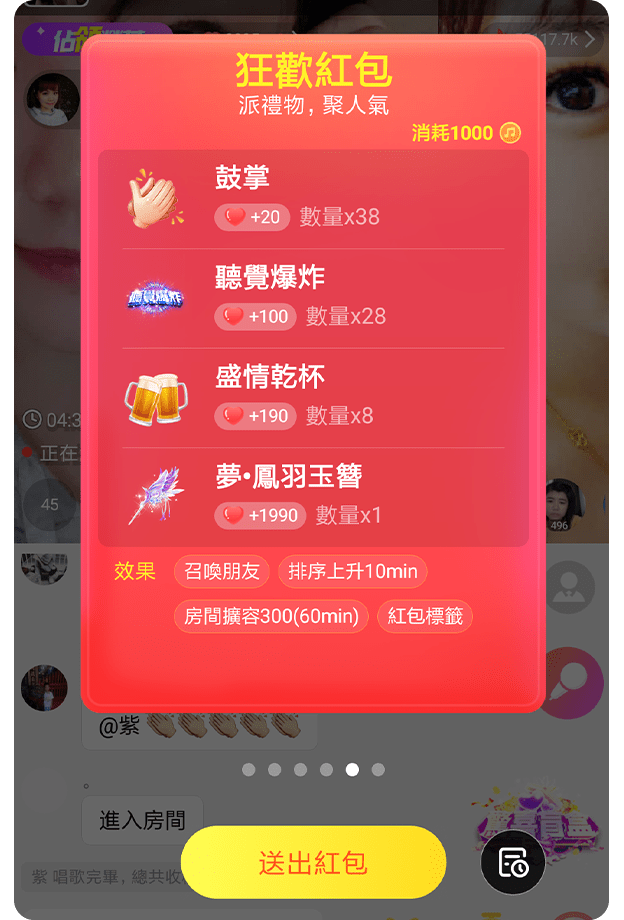 17.7k
狂歡紅包
派禮物，聚人氣
消耗1000
鼓掌
+20 數量x38
聽覺爆炸
聽覺爆炸
+100 數量x28
盛情乾杯
+190 數量x8
夢•鳳羽玉簪
+1990 數量x1
04:3
正在
45
496
效果 召喚朋友 排序上升10min
房間擴容300(60min) 紅包標籤
@紫
。
進入房間
送出紅包
紫 唱歌完畢，總共收